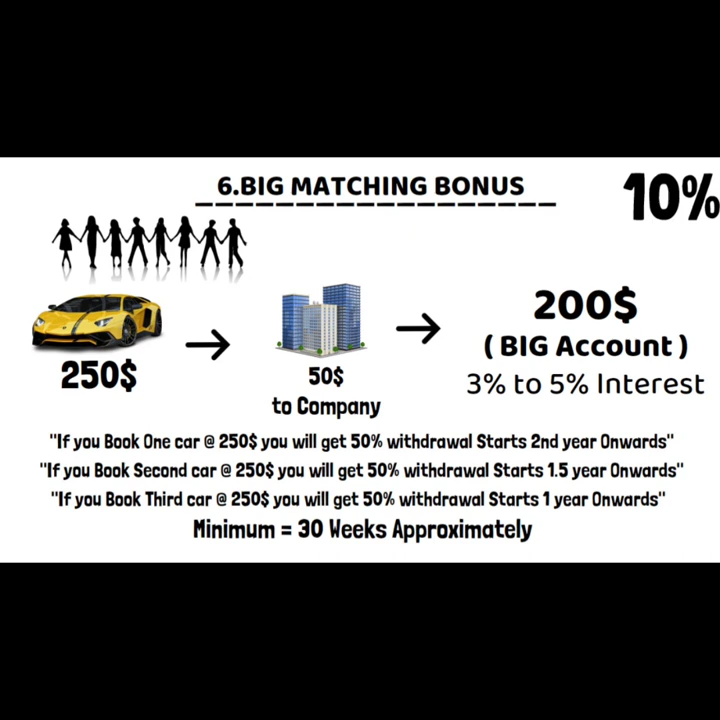 6.BIG MATCHING BONUS
10%
250$
50$
to Company
200$
( BIG Account )
3% to 5% Interest
"If you Book One car @ 250$ you will get 50% withdrawal Starts 2nd year Onwards"
"If you Book Second car @ 250$ you will get 50% withdrawal Starts 1.5 year Onwards"
"If you Book Third car @ 250$ you will get 50% withdrawal Starts 1 year Onwards"
Minimum = 30 Weeks Approximately